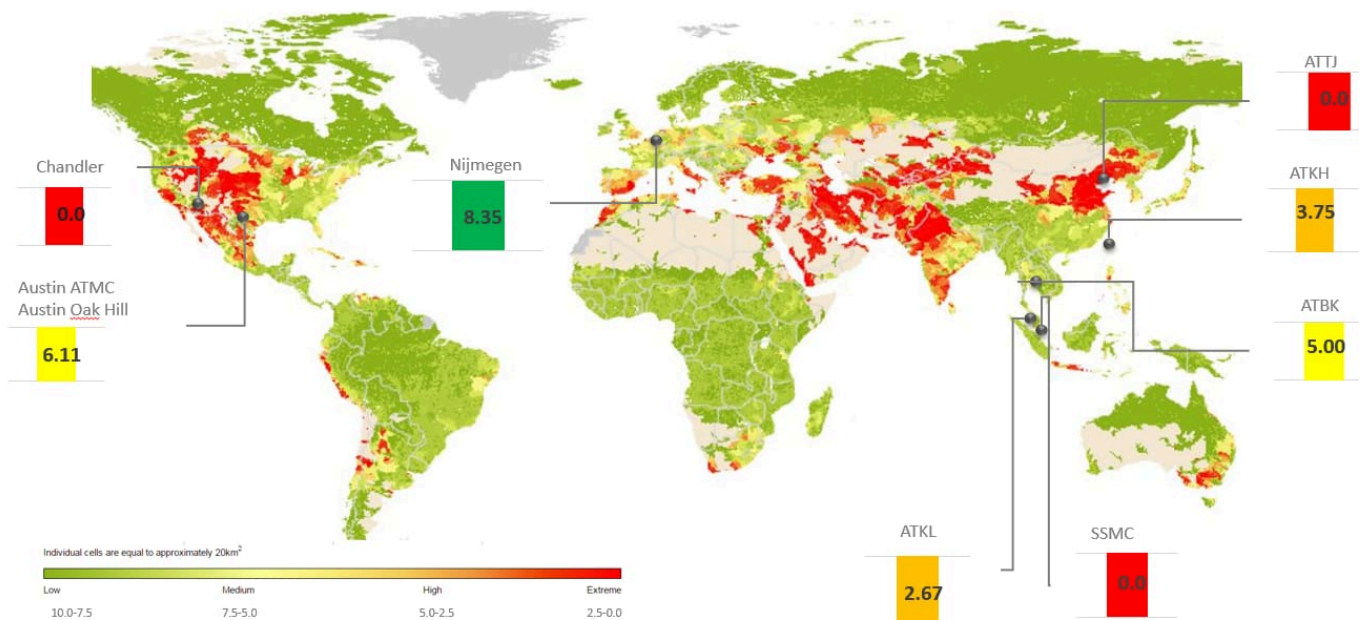 ATTJ
0.0
Chandler
0.0
Nijmegen
8.35
ATKH
3.75
Austin ATMC
Austin Oak Hill
6.11
ATBK
5.00
ATKL
2.67
SSMC
0.0
Individual cells are equal to approximately 20km²
Low Medium High Extreme
10.0-7.5 7.5-5.0 5.0-2.5 2.5-0.0